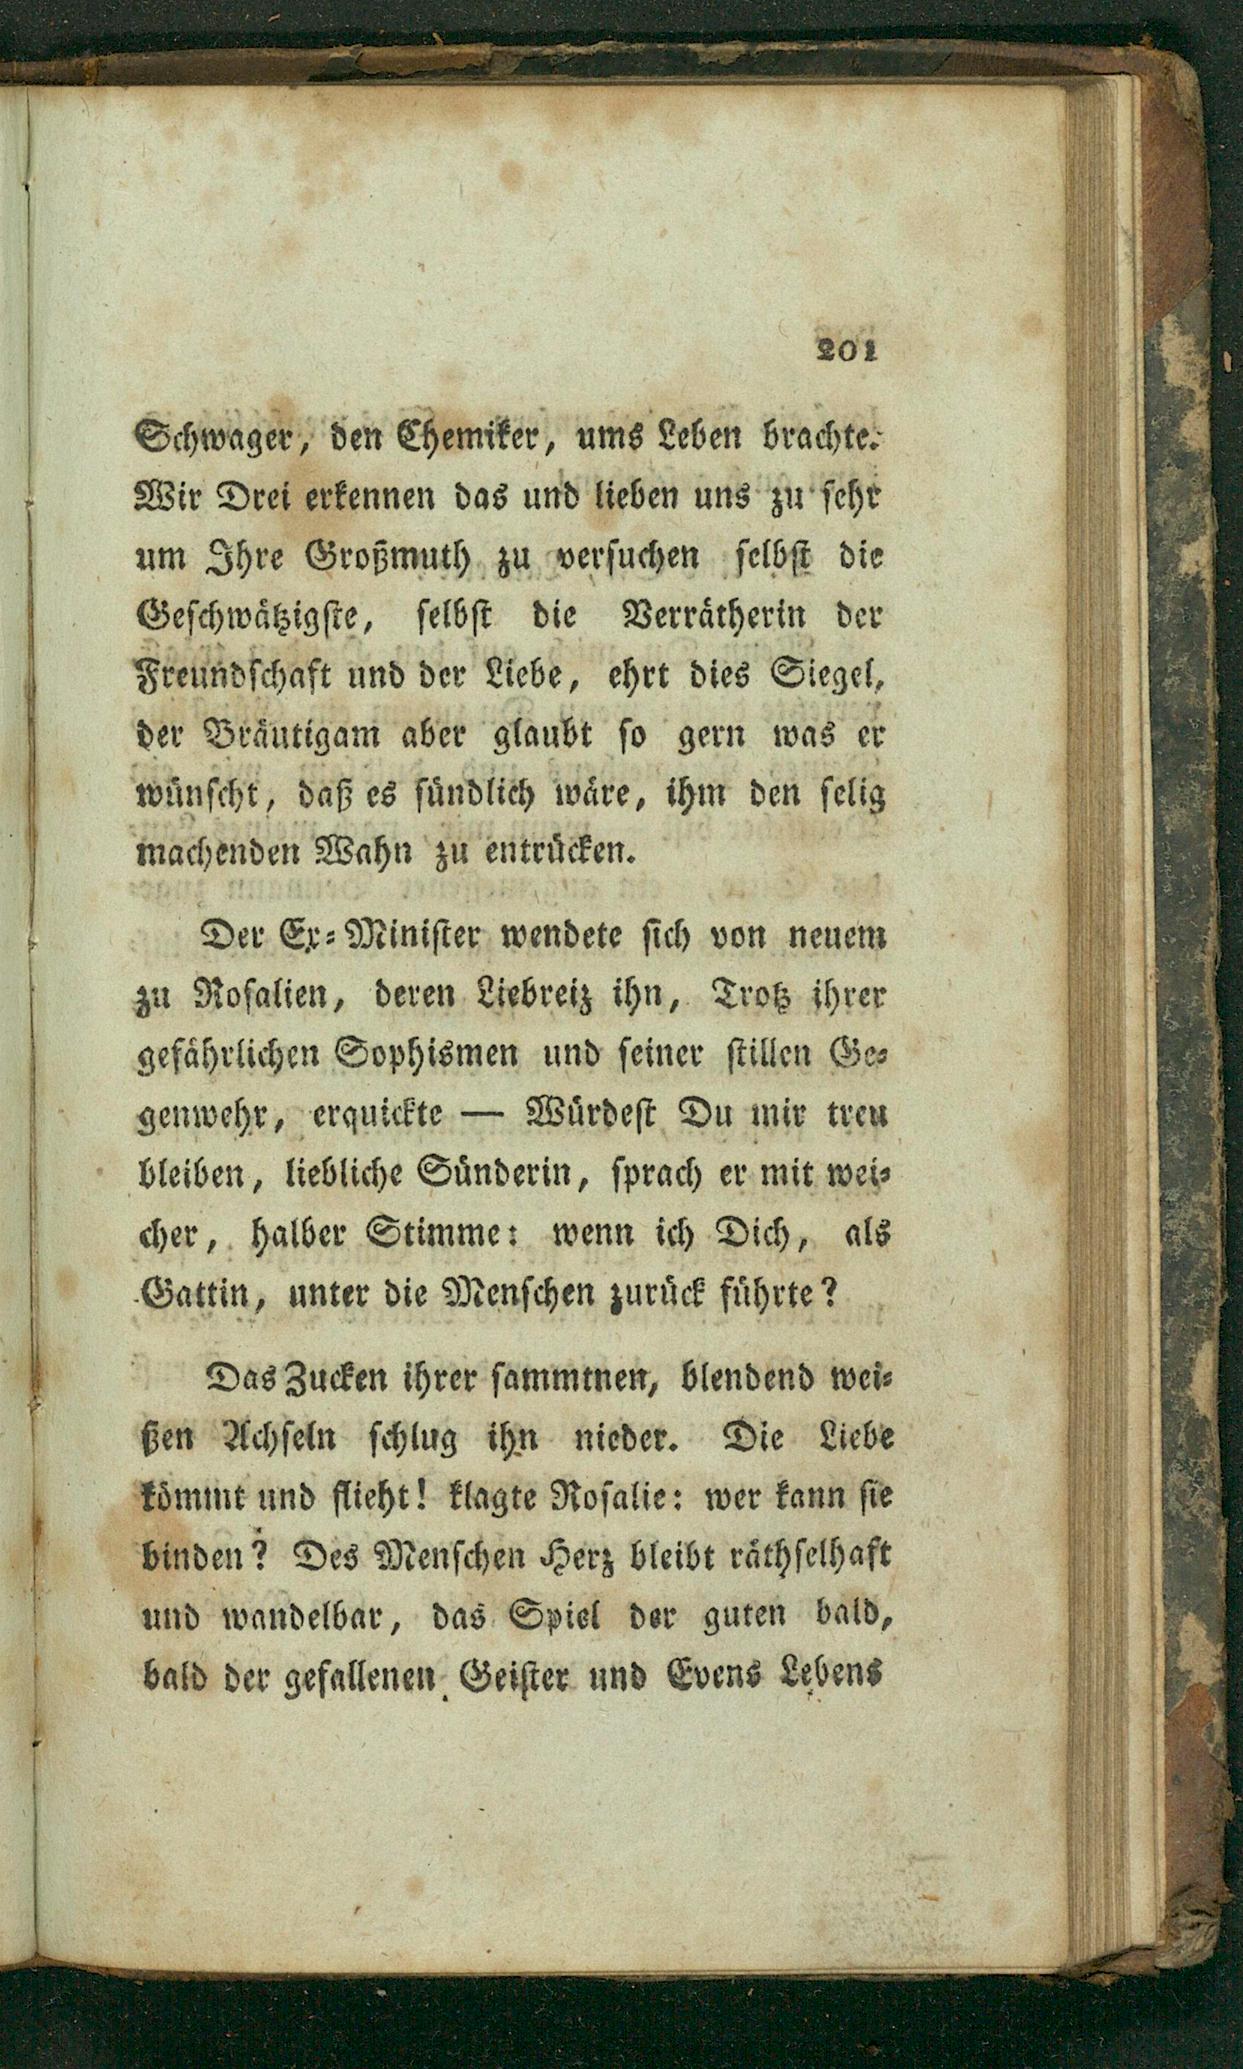 201
Schwager, den Chemiker, ums Leben brachte.
Wir Drei erkennen das und lieben uns zu sehr
um Ihre Großmuth zu versuchen selbst die
Geschwätzigste, selbst die Verrätherin der
Freundschaft und der Liebe, ehrt dies Siegel,
der Bräutigam aber glaubt so gern was er
wünscht, daß es sündlich wäre, ihm den selig
machenden Wahn zu entrücken.
Der Ex-Minister wendete sich von neuem
zu Rosalien, deren Liebreiz ihn, Trotz ihrer
gefährlichen Sophismen und seiner stillen Ge-
genwehr, erquickte — Würdest Du mir treu
bleiben, liebliche Sünderin, sprach er mit wei-
cher, halber Stimme: wenn ich Dich, als
Gattin, unter die Menschen zurück führte?
Das Zucken ihrer sammtnen, blendend wei-
ßen Achseln schlug ihn nieder. Die Liebe
kömmt und flieht! klagte Rosalie: wer kann sie
binden? Des Menschen Herz bleibt räthselhaft
und wandelbar, das Spiel der guten bald,
bald der gefallenen Geister und Evens Lebens